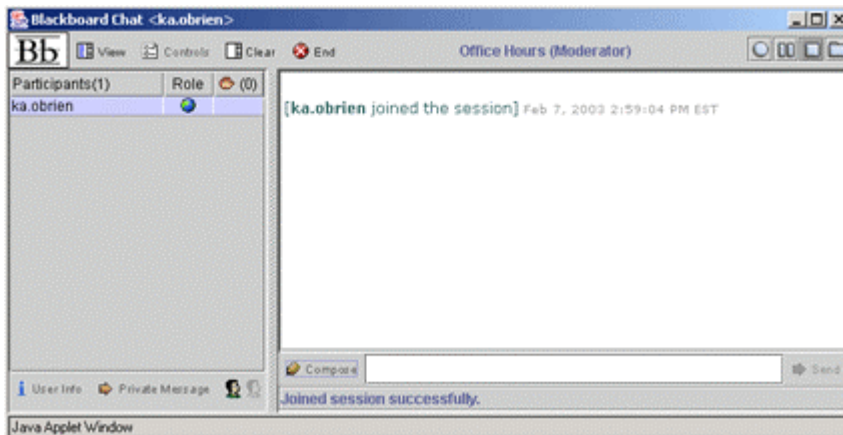 Blackboard Chat <ka.obrien>
Bb View Controls Clear End Office Hours (Moderator)
Participants(1) Role (0)
ka.obrien
[ka.obrien joined the session] Feb 7, 2003 2:59:04 PM EST
Compose Send
User Info Private Message
Joined session successfully.
Java Applet Window